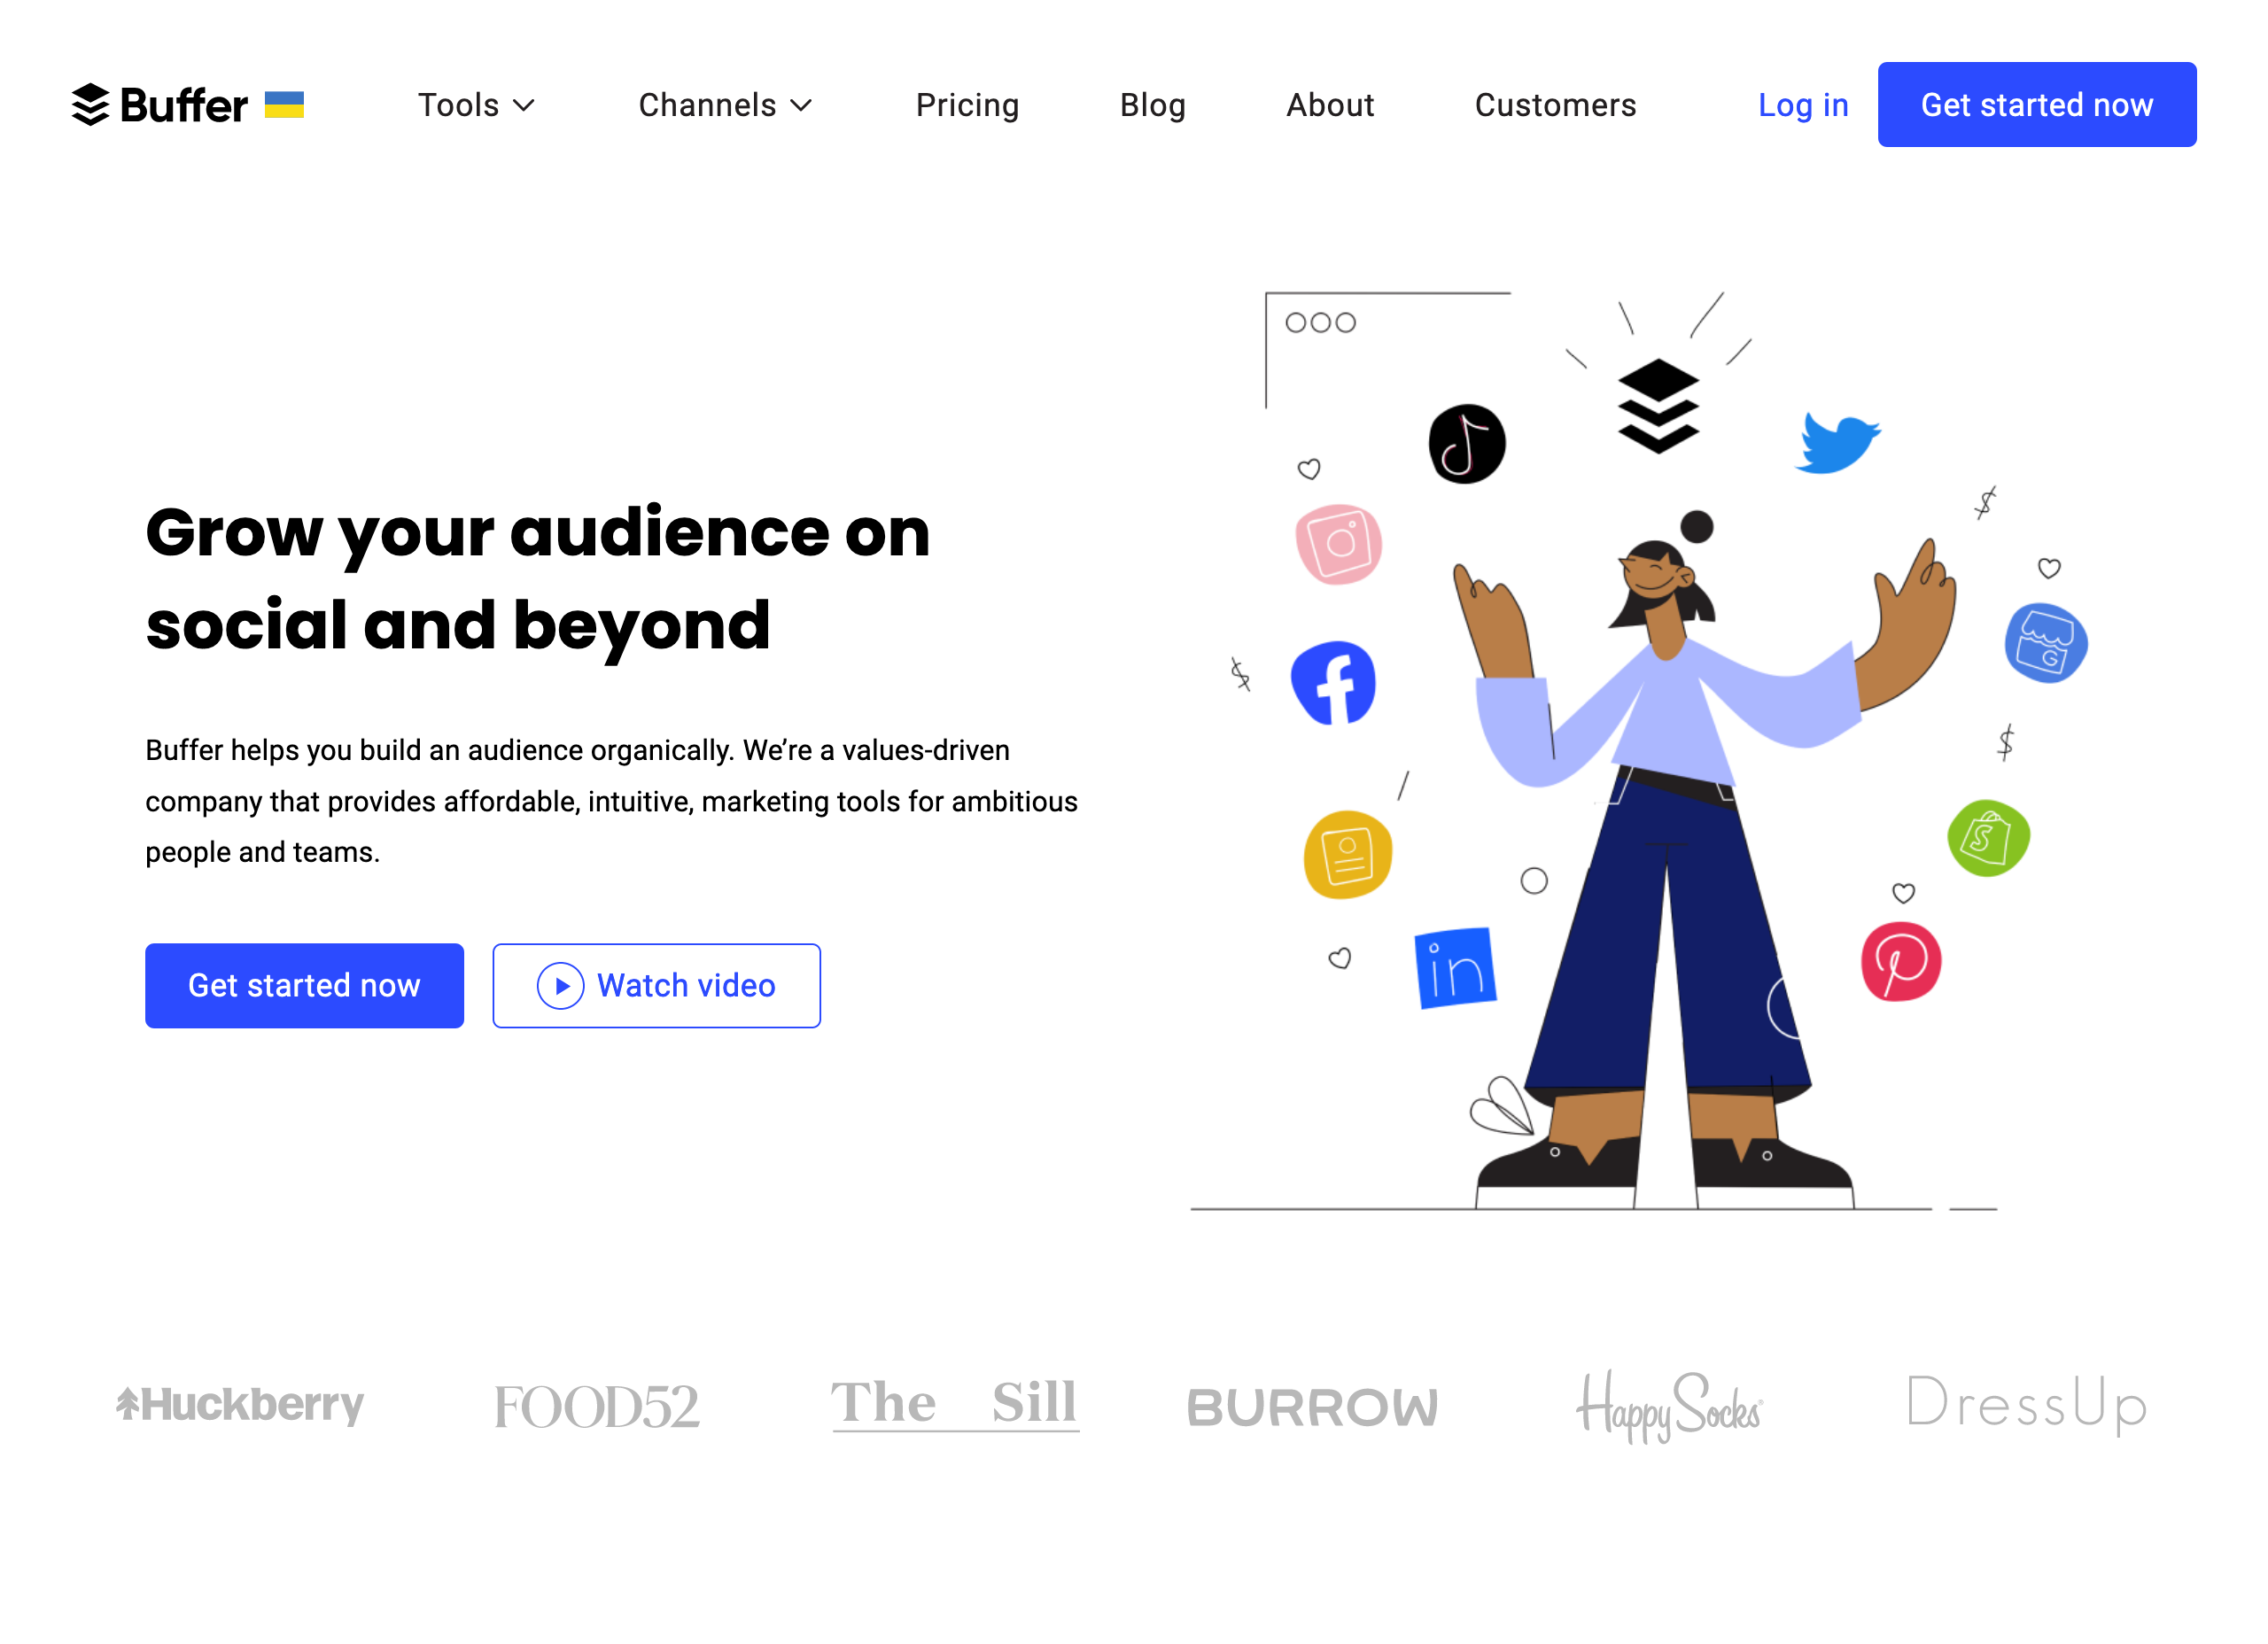 Buffer Tools Channels Pricing Blog About Customers Log in Get started now
Grow your audience on
social and beyond
Buffer helps you build an audience organically. We’re a values-driven
company that provides affordable, intuitive, marketing tools for ambitious
people and teams.
Get started now Watch video
in
Huckberry FOOD52 The Sill BURROW Happy Socks DressUp